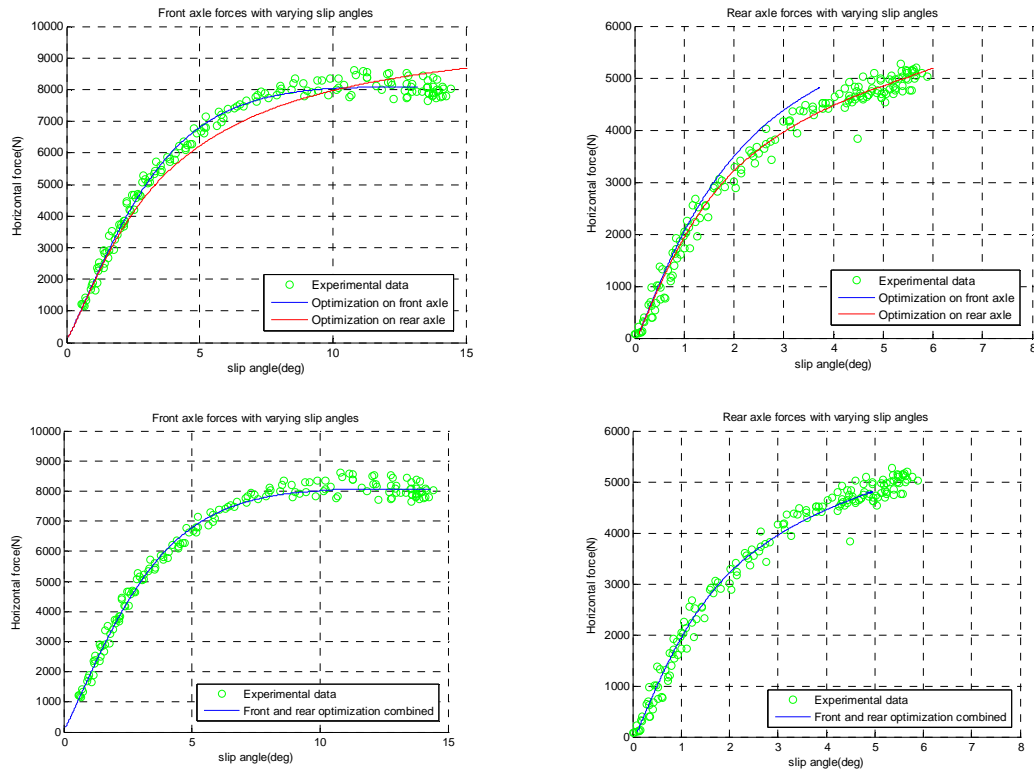 Front axle forces with varying slip angles
10000
9000
8000
7000
6000
5000
4000
3000
2000
1000
0
Horizontal force(N)
Experimental data
Optimization on front axle
Optimization on rear axle
0 5 10 15
slip angle(deg)
Rear axle forces with varying slip angles
6000
5000
4000
3000
2000
1000
0
Horizontal force(N)
Experimental data
Optimization on front axle
Optimization on rear axle
0 1 2 3 4 5 6 7 8
slip angle(deg)
Front axle forces with varying slip angles
10000
9000
8000
7000
6000
5000
4000
3000
2000
1000
0
Horizontal force(N)
Experimental data
Front and rear optimization combined
0 5 10 15
slip angle(deg)
Rear axle forces with varying slip angles
6000
5000
4000
3000
2000
1000
0
Horizontal force(N)
Experimental data
Front and rear optimization combined
0 1 2 3 4 5 6 7 8
slip angle(deg)